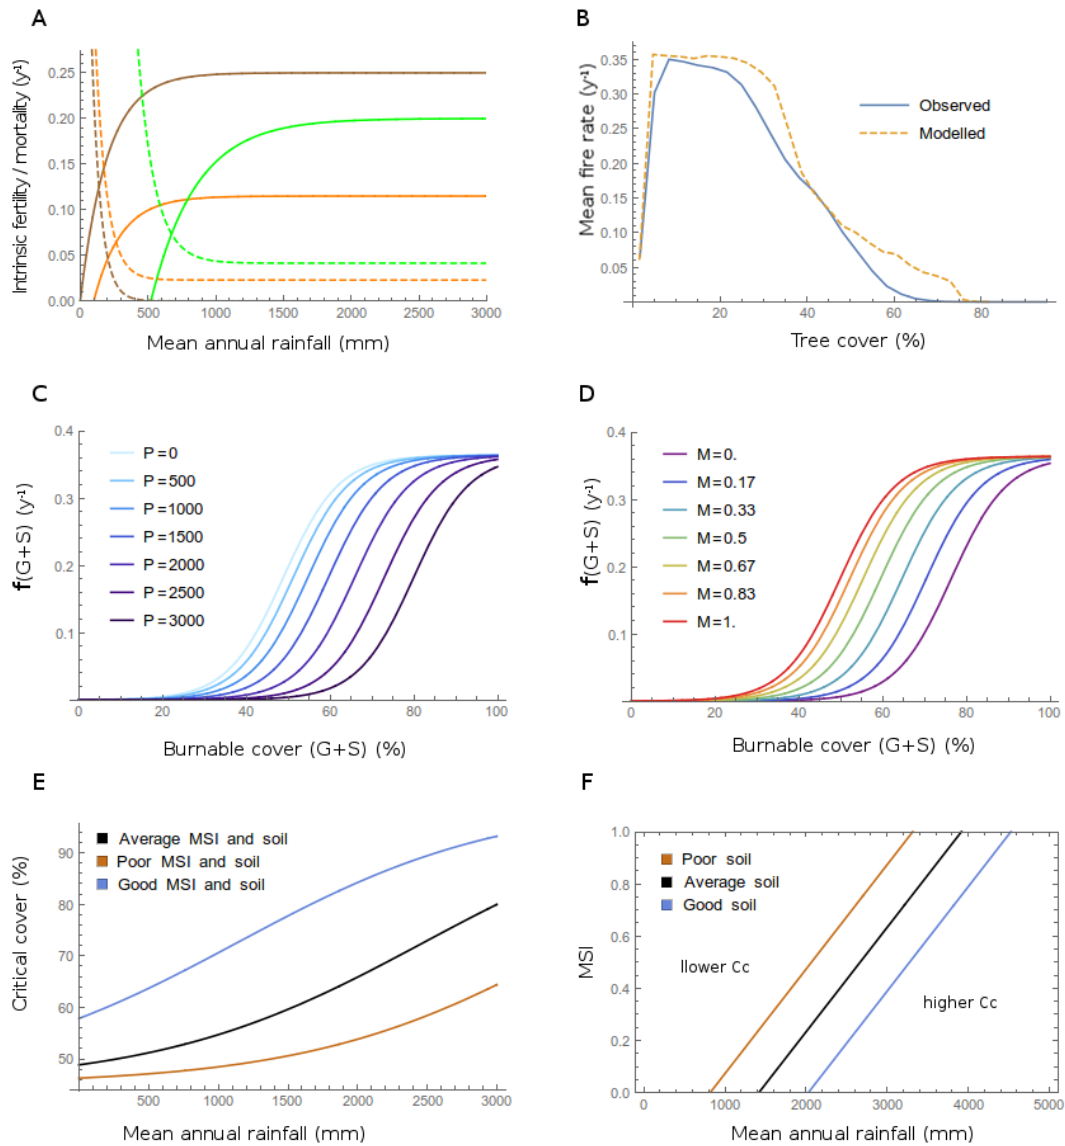 A
Intrinsic fertility / mortality (y⁻¹)
0.25
0.20
0.15
0.10
0.05
0.00
0 500 1000 1500 2000 2500 3000
Mean annual rainfall (mm)
B
Mean fire rate (y⁻¹)
0.35
0.30
0.25
0.20
0.15
0.10
0.05
Observed
Modelled
20 40 60 80
Tree cover (%)
C
f(G+S) (y⁻¹)
0.4
0.3
0.2
0.1
P=0
P=500
P=1000
P=1500
P=2000
P=2500
P=3000
0 20 40 60 80 100
Burnable cover (G+S) (%)
D
f(G+S) (y⁻¹)
0.4
0.3
0.2
0.1
M=0.
M=0.17
M=0.33
M=0.5
M=0.67
M=0.83
M=1.
0 20 40 60 80 100
Burnable cover (G+S) (%)
E
Critical cover (%)
90
80
70
60
50
Average MSI and soil
Poor MSI and soil
Good MSI and soil
500 1000 1500 2000 2500 3000
Mean annual rainfall (mm)
F
MSI
1.0
0.8
0.6
0.4
0.2
0.0
Poor soil
Average soil
Good soil
llower Cc
higher Cc
0 1000 2000 3000 4000 5000
Mean annual rainfall (mm)